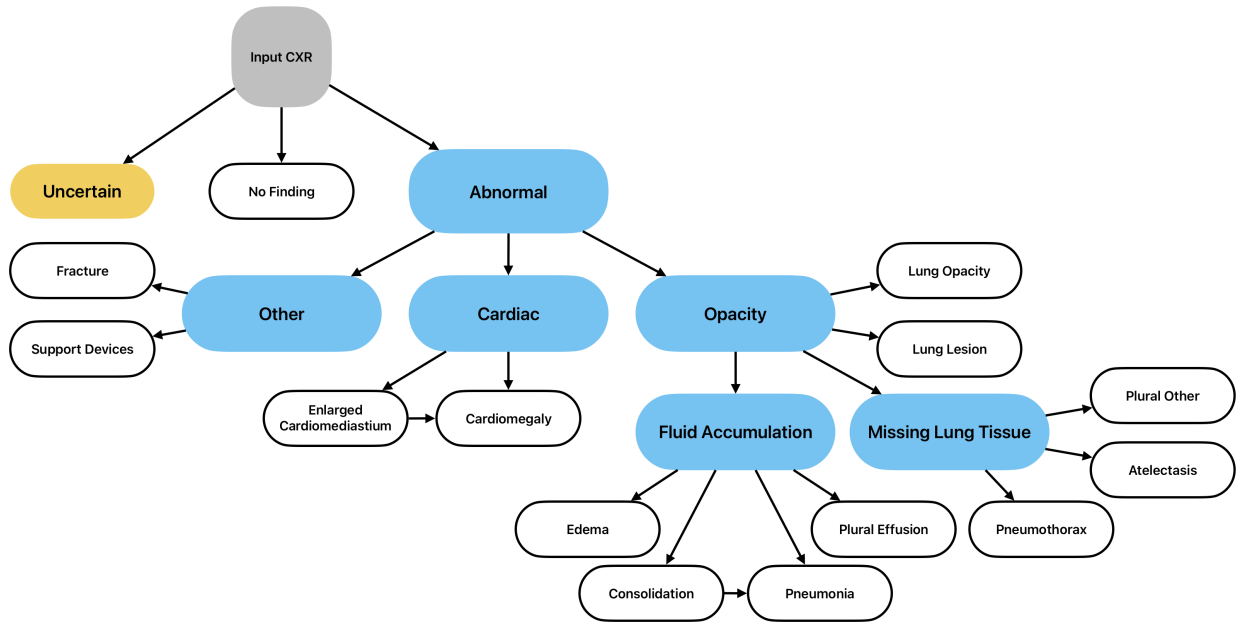 Input CXR
Uncertain
No Finding
Abnormal
Fracture
Support Devices
Other
Cardiac
Opacity
Lung Opacity
Lung Lesion
Enlarged
Cardiomediastium
Cardiomegaly
Fluid Accumulation
Missing Lung Tissue
Plural Other
Atelectasis
Edema
Plural Effusion
Pneumothorax
Consolidation
Pneumonia